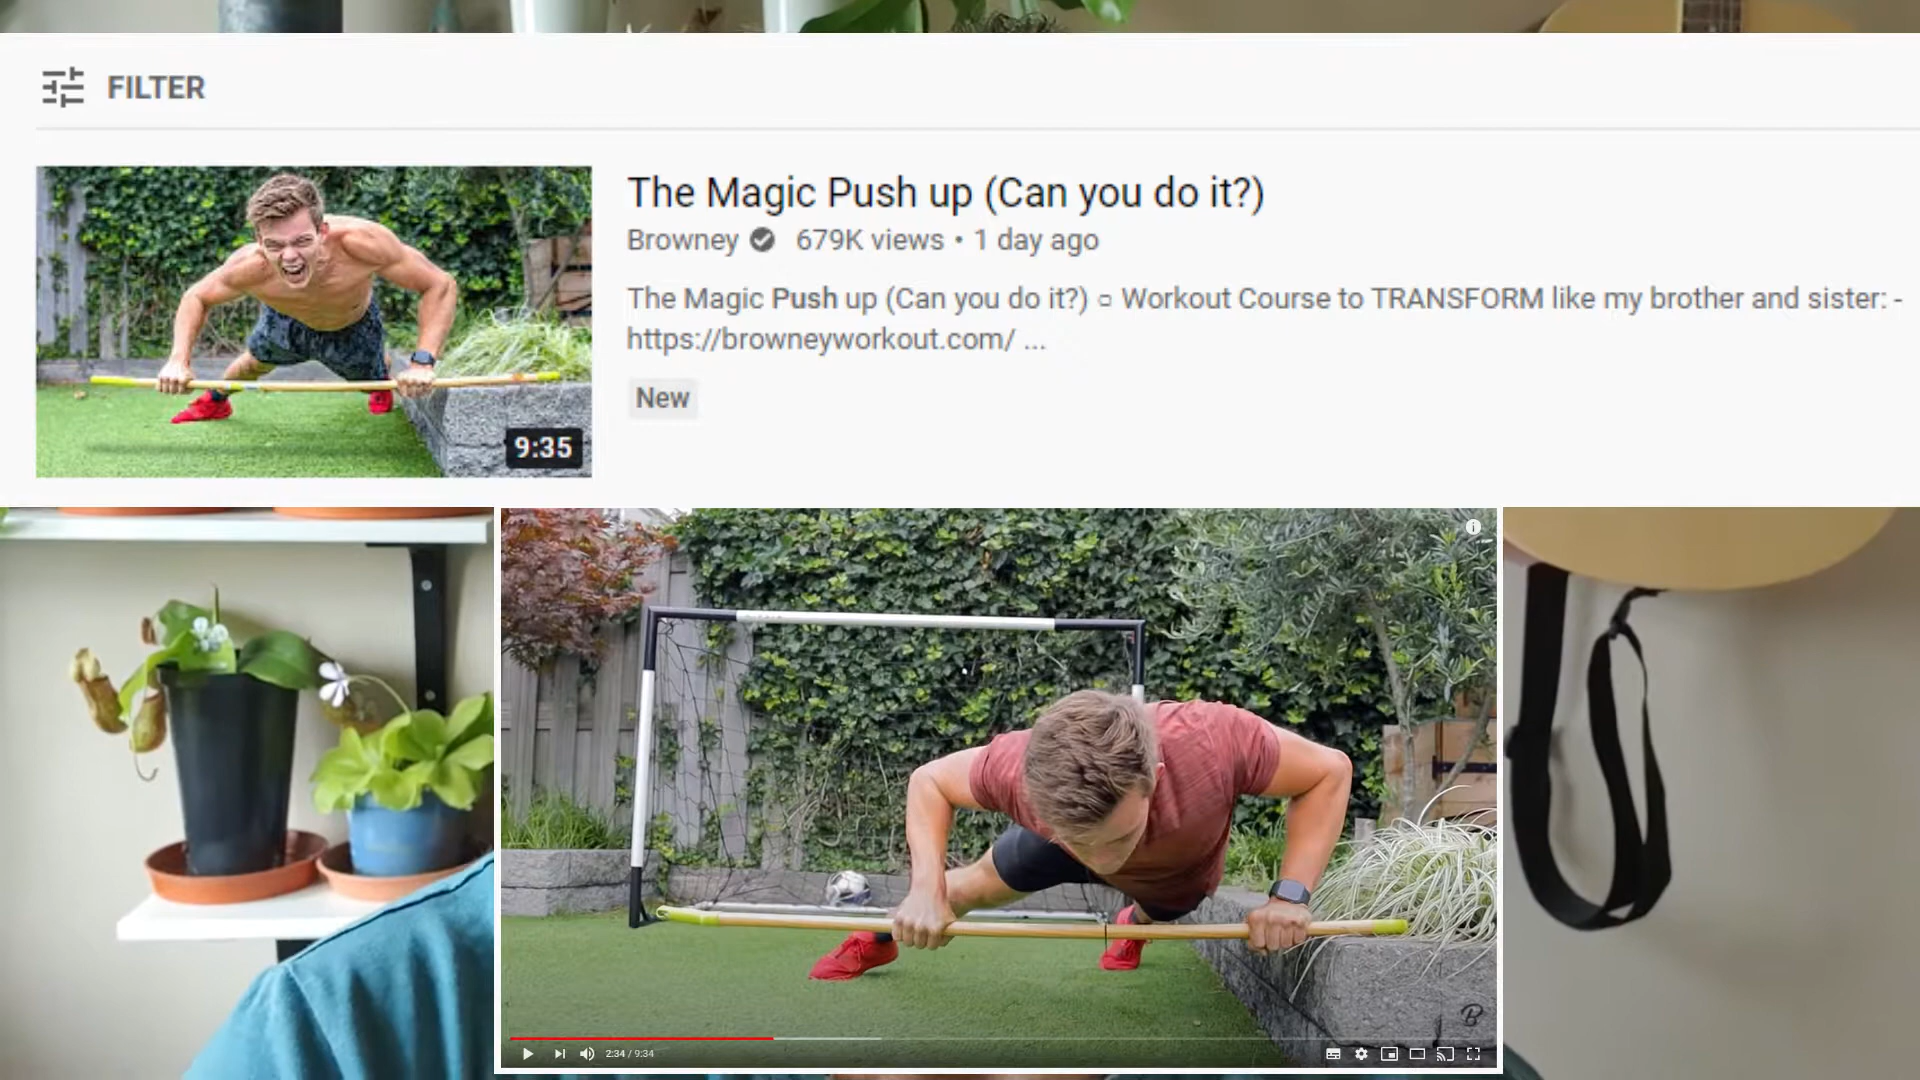 FILTER
The Magic Push up (Can you do it?)
Browney 679K views • 1 day ago
The Magic Push up (Can you do it?) ▫ Workout Course to TRANSFORM like my brother and sister: -
https://browneyworkout.com/ ...
New
9:35
2:34 / 9:34